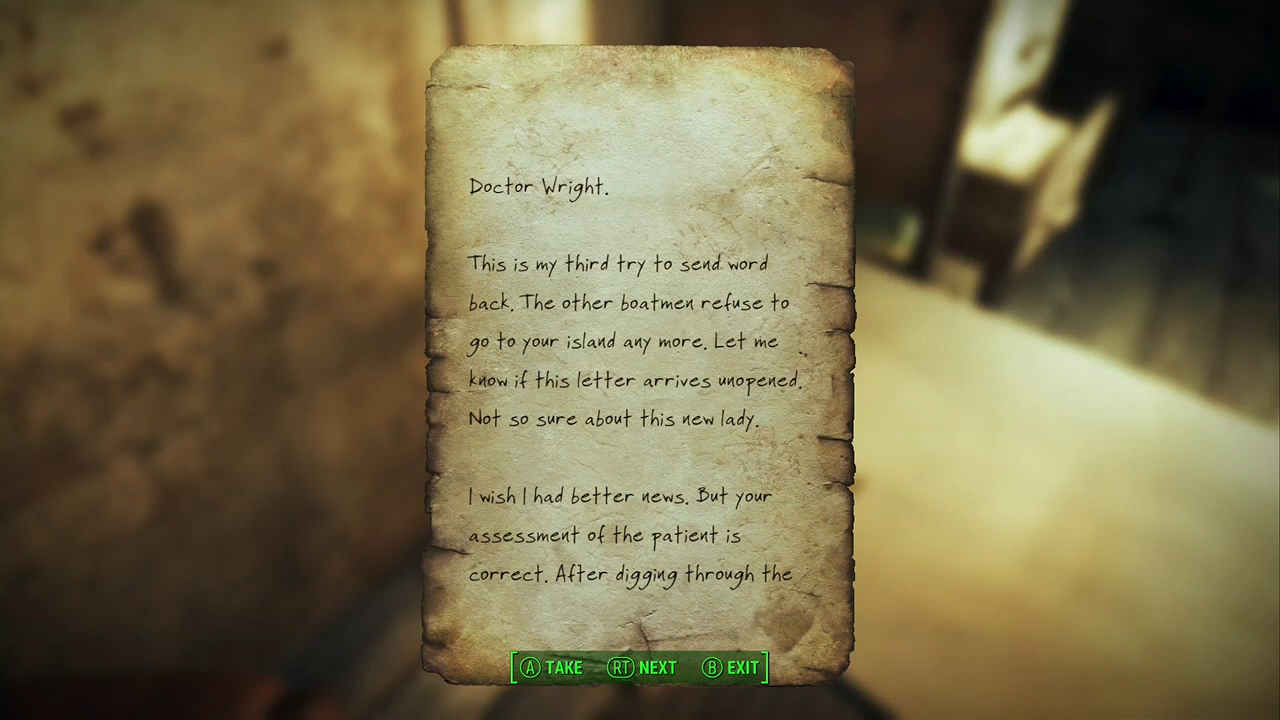 Doctor Wright.
This is my third try to send word
back. The other boatmen refuse to
go to your island any more. Let me
know if this letter arrives unopened.
Not so sure about this new lady.
I wish I had better news. But your
assessment of the patient is
correct. After digging through the
A TAKE RT NEXT B EXIT